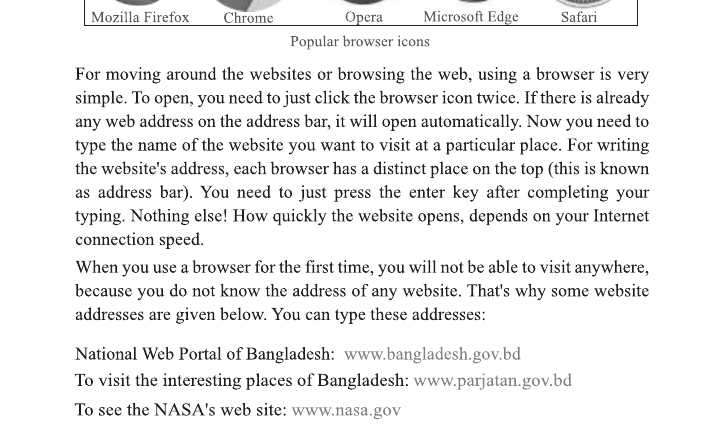 Mozilla Firefox Chrome Opera Microsoft Edge Safari
Popular browser icons
For moving around the websites or browsing the web, using a browser is very
simple. To open, you need to just click the browser icon twice. If there is already
any web address on the address bar, it will open automatically. Now you need to
type the name of the website you want to visit at a particular place. For writing
the website's address, each browser has a distinct place on the top (this is known
as address bar). You need to just press the enter key after completing your
typing. Nothing else! How quickly the website opens, depends on your Internet
connection speed.
When you use a browser for the first time, you will not be able to visit anywhere,
because you do not know the address of any website. That's why some website
addresses are given below. You can type these addresses:
National Web Portal of Bangladesh: www.bangladesh.gov.bd
To visit the interesting places of Bangladesh: www.parjatan.gov.bd
To see the NASA's web site: www.nasa.gov